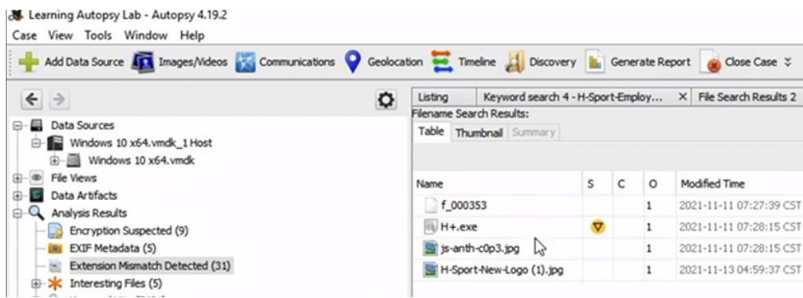 Learning Autopsy Lab - Autopsy 4.19.2
Case View Tools Window Help
Add Data Source Images/Videos Communications Geolocation Timeline Discovery Generate Report Close Case
Listing Keyword search 4 - H-Sport-Employ... File Search Results 2
Filename Search Results:
Table Thumbnail Summary
Data Sources
Windows 10 x64.vmdk_1 Host
Windows 10 x64.vmdk
File Views
Data Artifacts
Analysis Results
Encryption Suspected (9)
EXIF Metadata (5)
Extension Mismatch Detected (31)
Interesting Files (5)
Name S C O Modified Time
f_000353 1 2021-11-11 07:27:39 CST
H+.exe 1 2021-11-11 07:28:15 CST
js-anth-c0p3.jpg 1 2021-11-11 07:28:15 CST
H-Sport-New-Logo (1).jpg 1 2021-11-13 04:59:37 CST